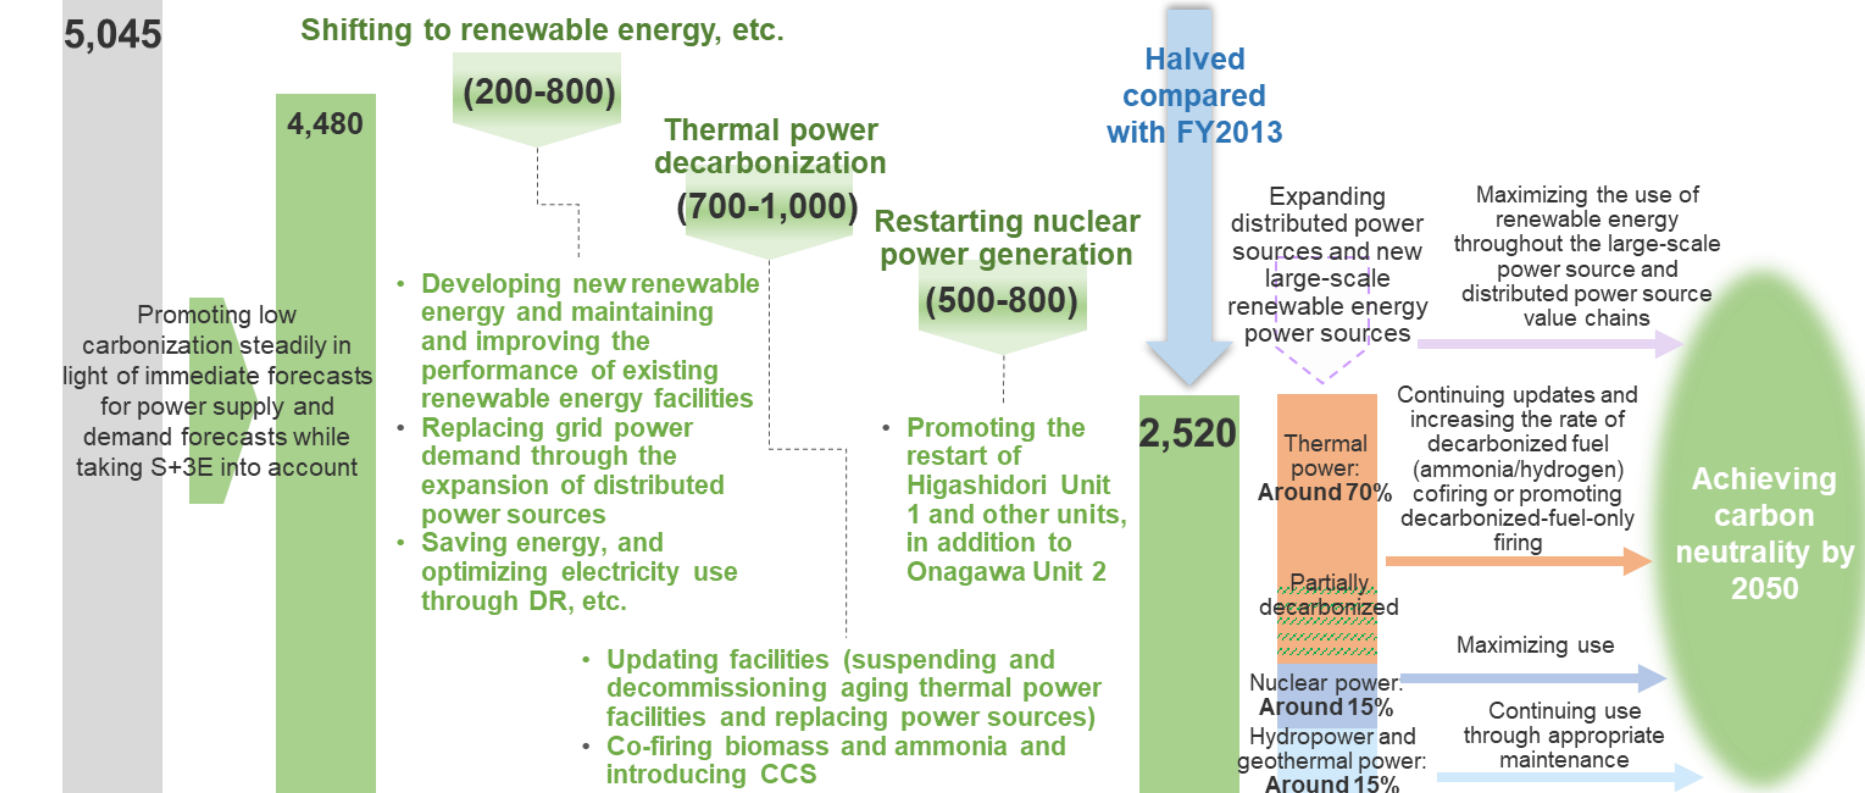 5,045
Promoting low
carbonization steadily in
light of immediate forecasts
for power supply and
demand forecasts while
taking S+3E into account
4,480
Shifting to renewable energy, etc.
(200-800)
• Developing new renewable
energy and maintaining
and improving the
performance of existing
renewable energy facilities
• Replacing grid power
demand through the
expansion of distributed
power sources
• Saving energy, and
optimizing electricity use
through DR, etc.
Thermal power
decarbonization
(700-1,000)
• Updating facilities (suspending and
decommissioning aging thermal power
facilities and replacing power sources)
• Co-firing biomass and ammonia and
introducing CCS
Restarting nuclear
power generation
(500-800)
• Promoting the
restart of
Higashidori Unit
1 and other units,
in addition to
Onagawa Unit 2
Halved
compared
with FY2013
2,520
Expanding
distributed power
sources and new
large-scale
renewable energy
power sources
Thermal
power:
Around 70%
Partially
decarbonized
Nuclear power:
Around 15%
Hydropower and
geothermal power:
Around 15%
Maximizing the use of
renewable energy
throughout the large-scale
power source and
distributed power source
value chains
Continuing updates and
increasing the rate of
decarbonized fuel
(ammonia/hydrogen)
cofiring or promoting
decarbonized-fuel-only
firing
Maximizing use
Continuing use
through appropriate
maintenance
Achieving
carbon
neutrality by
2050